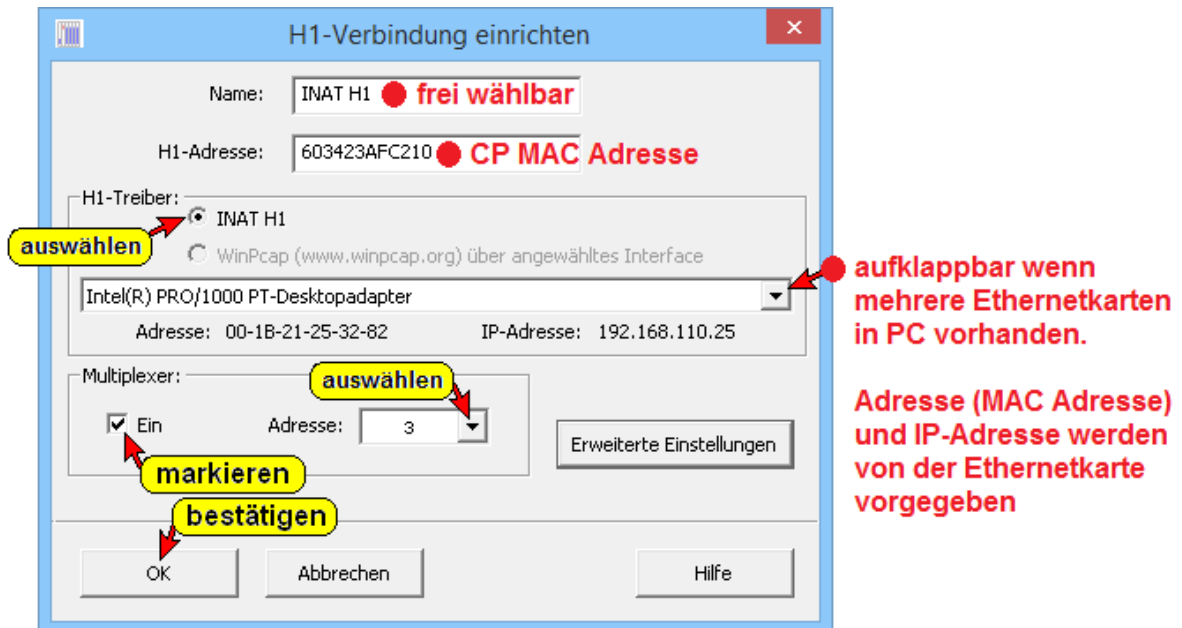 H1-Verbindung einrichten
Name: INAT H1 frei wählbar
H1-Adresse: 603423AFC210 CP MAC Adresse
H1-Treiber:
INAT H1
auswählen
WinPcap (www.winpcap.org) über angewähltes Interface
Intel(R) PRO/1000 PT-Desktopadapter
Adresse: 00-1B-21-25-32-82 IP-Adresse: 192.168.110.25
aufklappbar wenn
mehrere Ethernetkarten
in PC vorhanden.
Adresse (MAC Adresse)
und IP-Adresse werden
von der Ethernetkarte
vorgegeben
Multiplexer:
auswählen
Ein Adresse: 3
Erweiterte Einstellungen
markieren
bestätigen
OK Abbrechen Hilfe